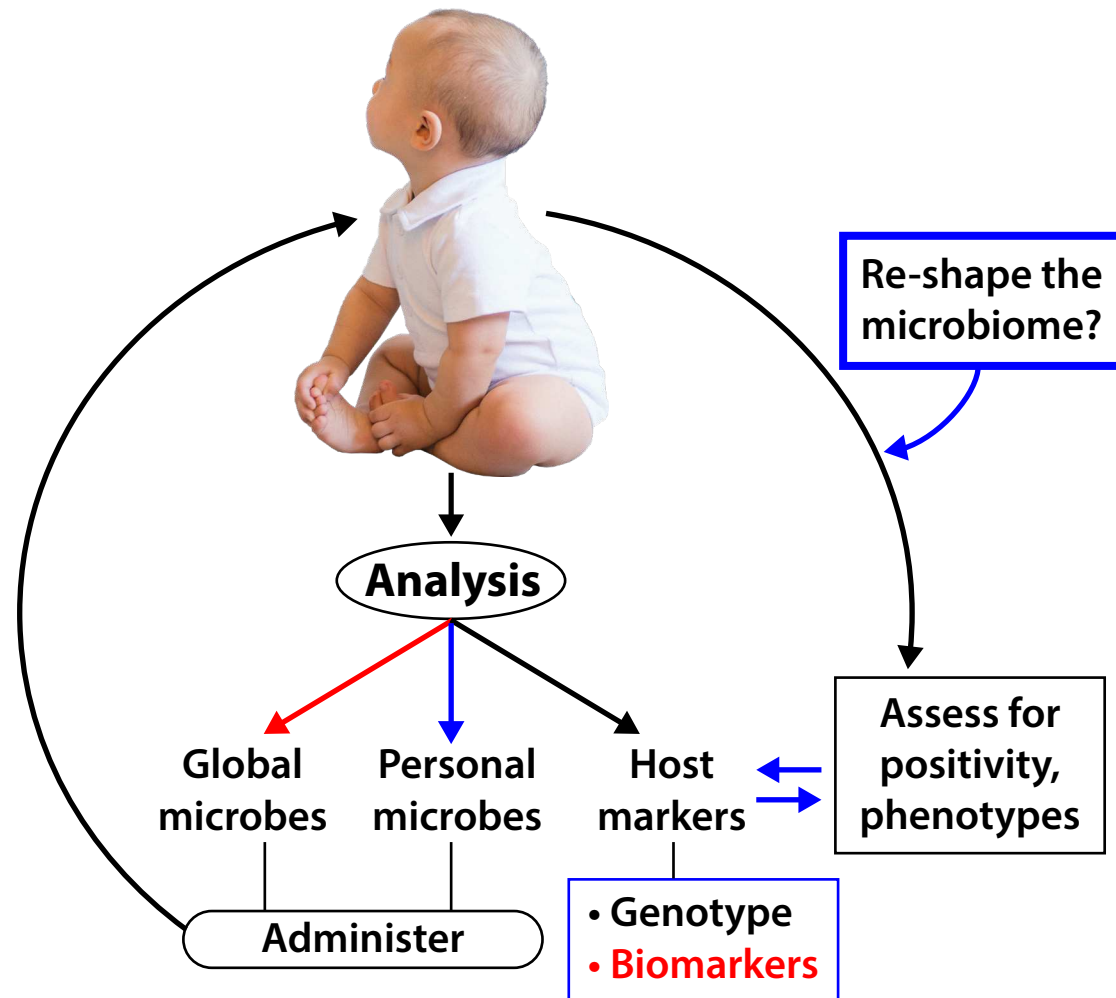 Re-shape the
microbiome?
Analysis
Global
microbes
Personal
microbes
Host
markers
Assess for
positivity,
phenotypes
Administer
• Genotype
• Biomarkers